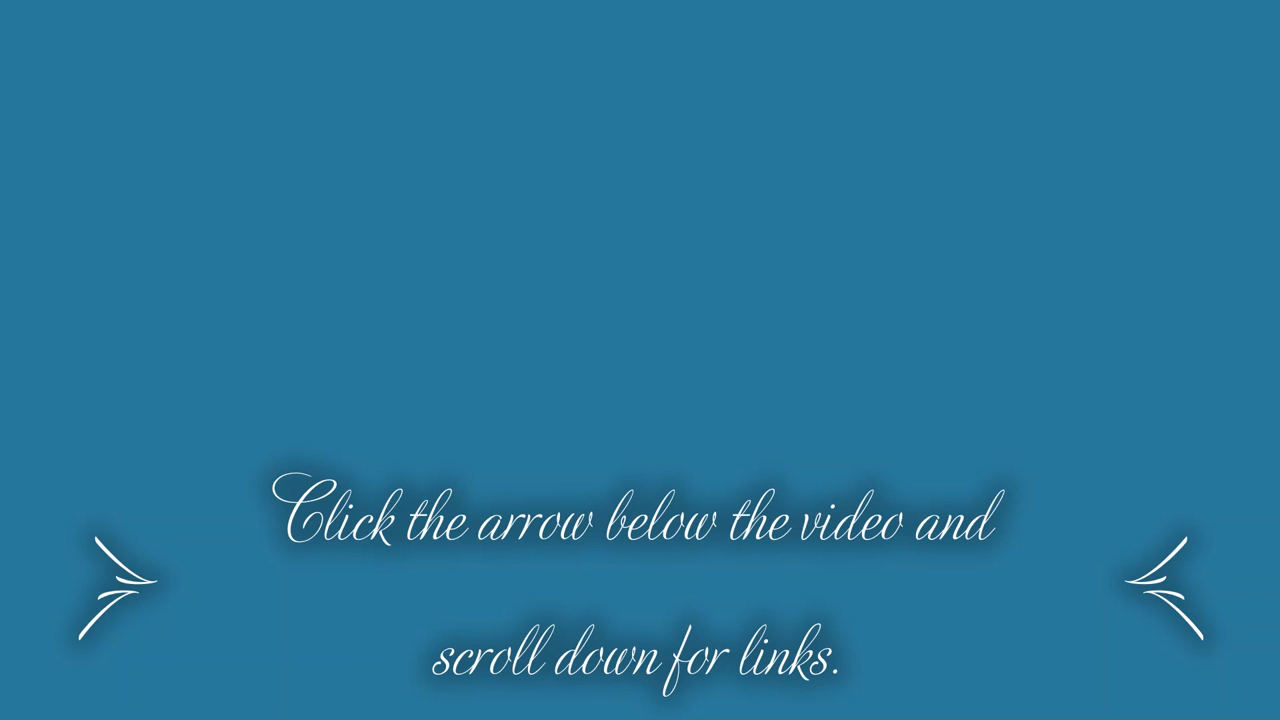 Click the arrow below the video and
scroll down for links.